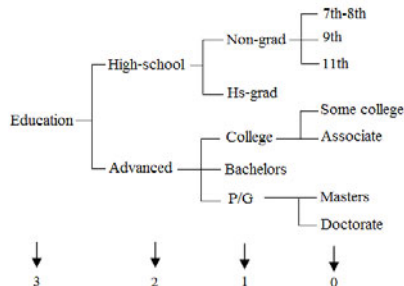 7th-8th
Non-grad
9th
High-school
11th
Hs-grad
Some college
Education
College
Associate
Advanced
Bachelors
P/G
Masters
Doctorate
3
2
1
0